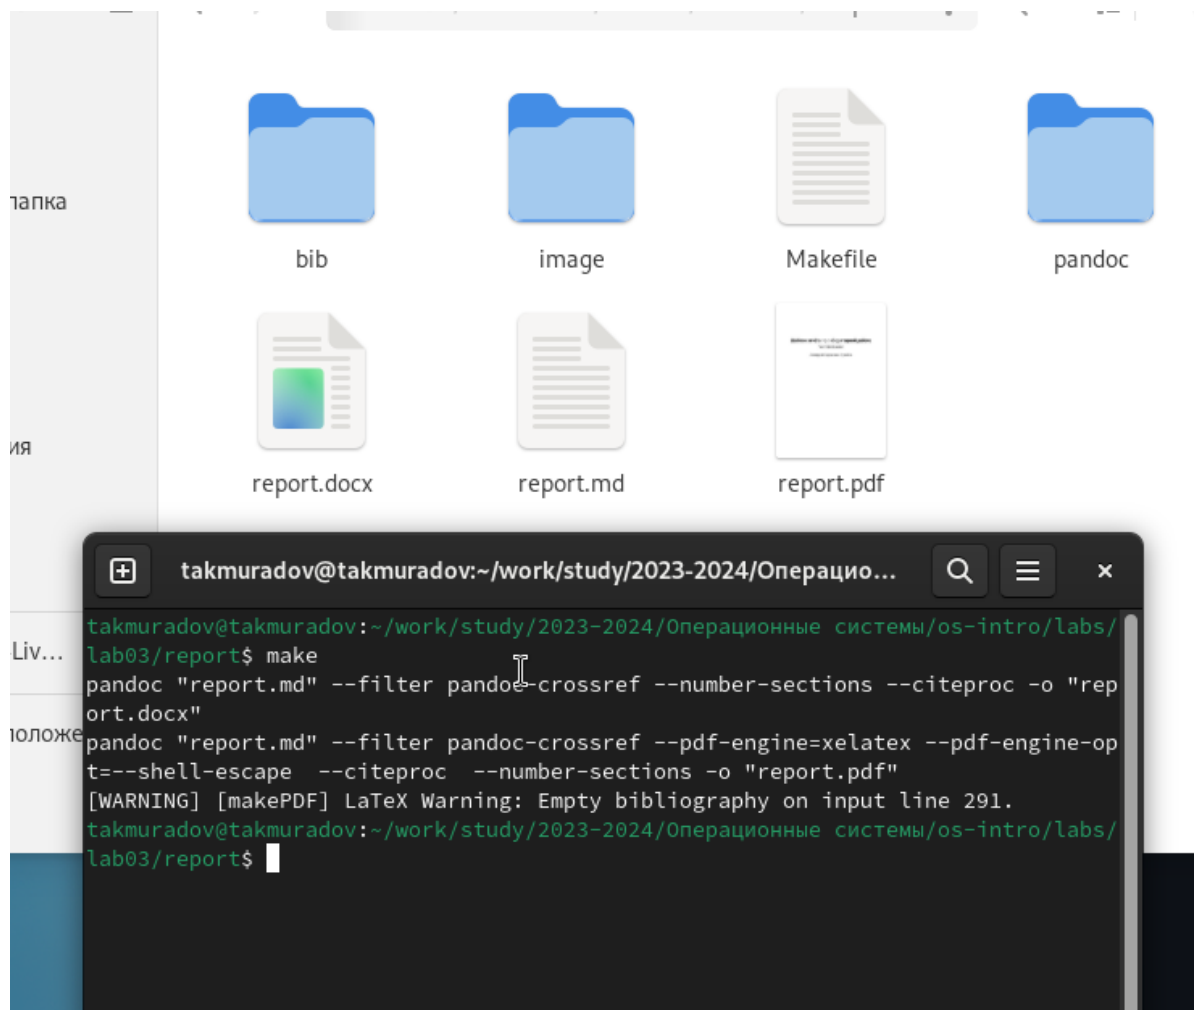 папка
ия
Liv...
положе
bib
image
Makefile
pandoc
report.docx
report.md
report.pdf
takmuradov@takmuradov:~/work/study/2023-2024/Операцио...
takmuradov@takmuradov:~/work/study/2023-2024/Операционные системы/os-intro/labs/
lab03/report$ make
pandoc "report.md" --filter pandoc-crossref --number-sections --citeproc -o "rep
ort.docx"
pandoc "report.md" --filter pandoc-crossref --pdf-engine=xelatex --pdf-engine-op
t=--shell-escape  --citeproc  --number-sections -o "report.pdf"
[WARNING] [makePDF] LaTeX Warning: Empty bibliography on input line 291.
takmuradov@takmuradov:~/work/study/2023-2024/Операционные системы/os-intro/labs/
lab03/report$